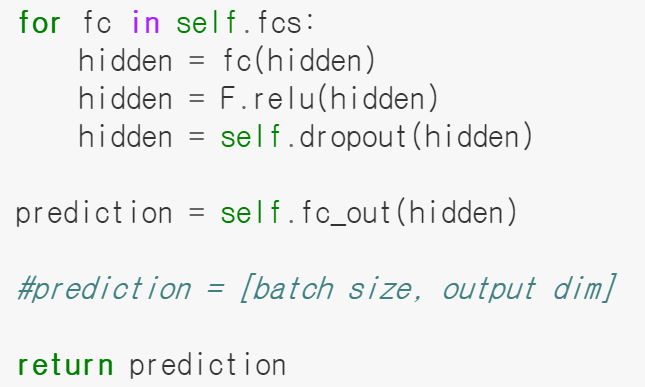 for fc in self.fcs:
    hidden = fc(hidden)
    hidden = F.relu(hidden)
    hidden = self.dropout(hidden)

prediction = self.fc_out(hidden)

#prediction = [batch size, output dim]

return prediction